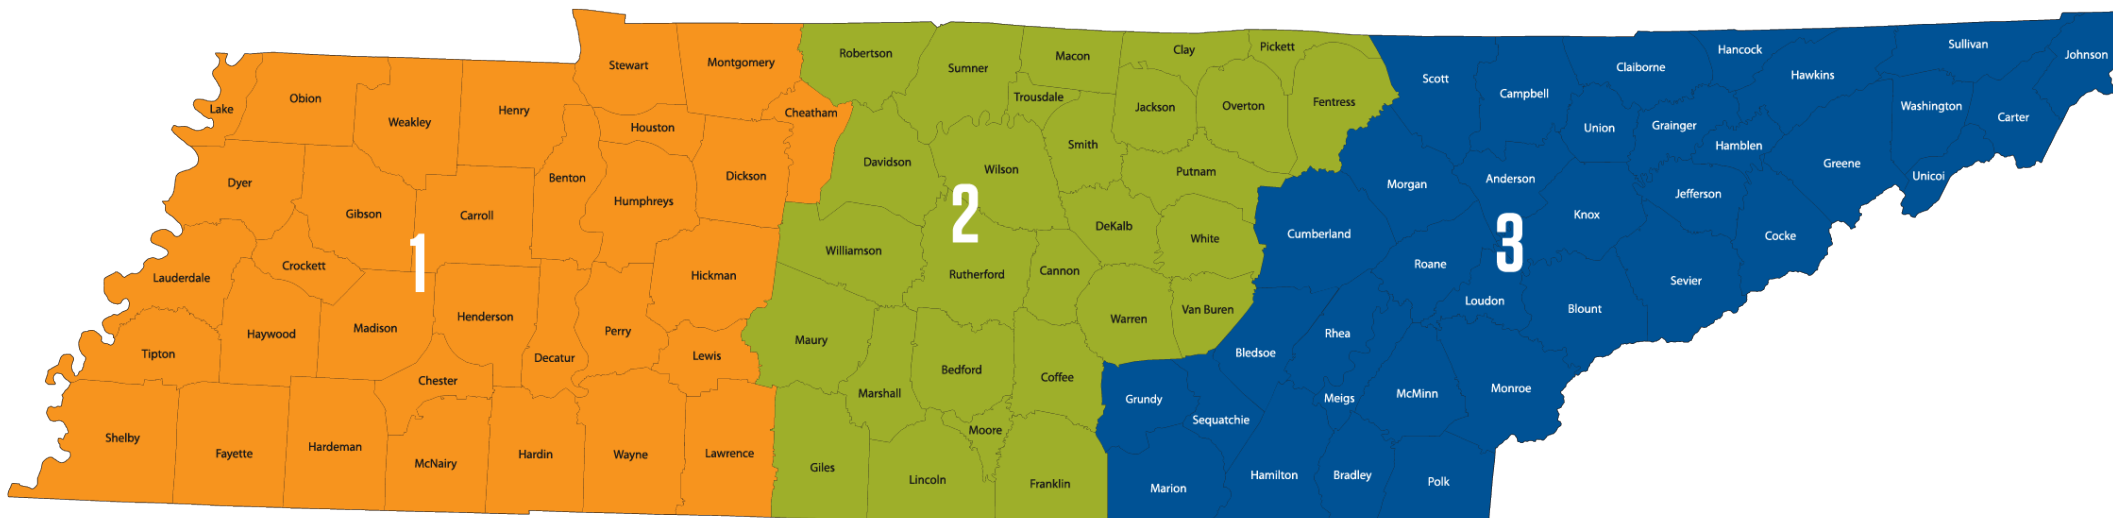 Lake
Obion
Weakley
Henry
Stewart
Montgomery
Houston
Cheatham
Dickson
Benton
Humphreys
Dyer
Gibson
Carroll
Lauderdale
Crockett
Hickman
Haywood
Madison
Henderson
Perry
Tipton
Decatur
Lewis
Chester
Shelby
Fayette
Hardeman
McNairy
Hardin
Wayne
Lawrence
1
Robertson
Sumner
Macon
Clay
Pickett
Trousdale
Jackson
Overton
Fentress
Smith
Davidson
Wilson
Putnam
DeKalb
White
Williamson
Rutherford
Cannon
Warren
Van Buren
Maury
Bedford
Coffee
Marshall
Moore
Giles
Lincoln
Franklin
2
Scott
Campbell
Claiborne
Hancock
Hawkins
Sullivan
Johnson
Washington
Carter
Union
Grainger
Hamblen
Greene
Unicoi
Morgan
Anderson
Knox
Jefferson
Cocke
Cumberland
Roane
Loudon
Blount
Sevier
Rhea
Bledsoe
Grundy
Sequatchie
Meigs
McMinn
Monroe
Marion
Hamilton
Bradley
Polk
3